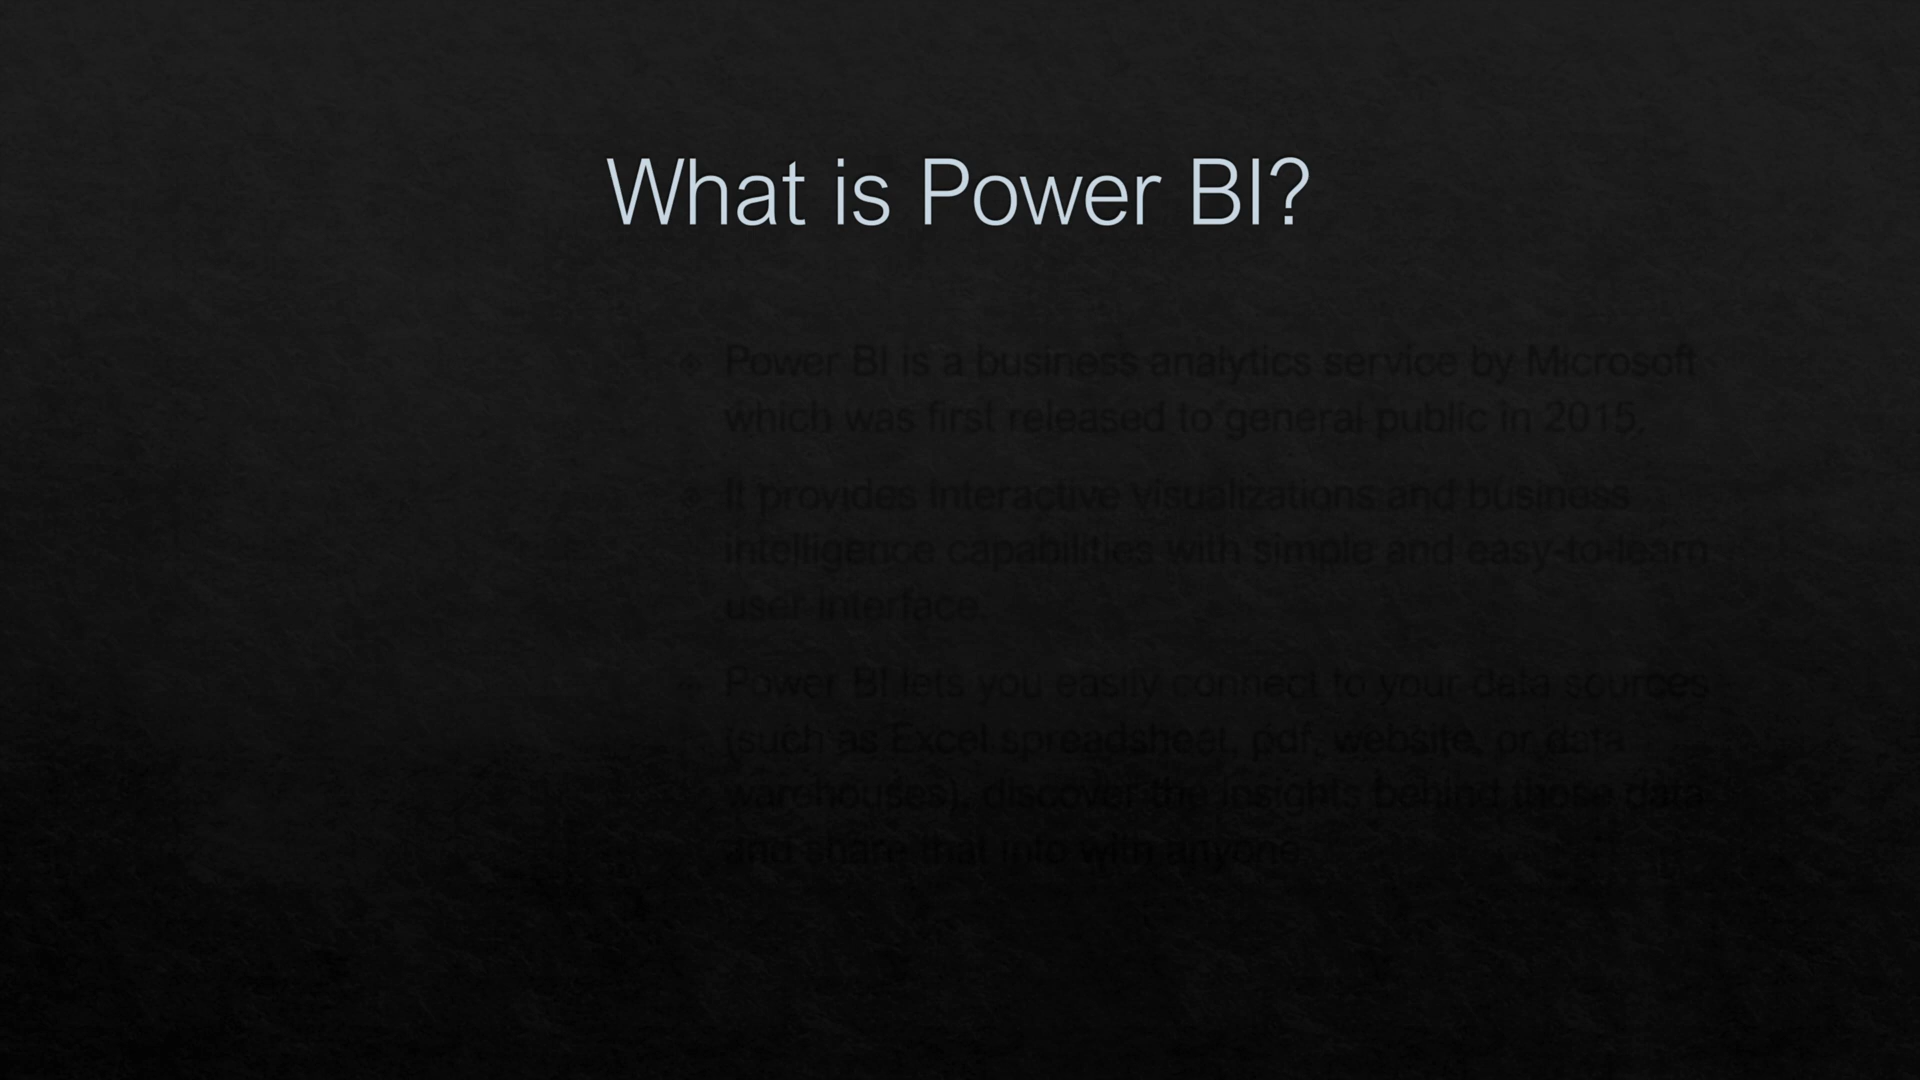 What is Power BI?
Power BI is a business analytics service by Microsoft
which was first released to general public in 2015.
It provides interactive visualizations and business
intelligence capabilities with simple and easy-to-learn
user interface.
Power BI lets you easily connect to your data sources
(such as Excel spreadsheet, pdf, website, or data
warehouses), discover the insights behind those data
and share that info with anyone